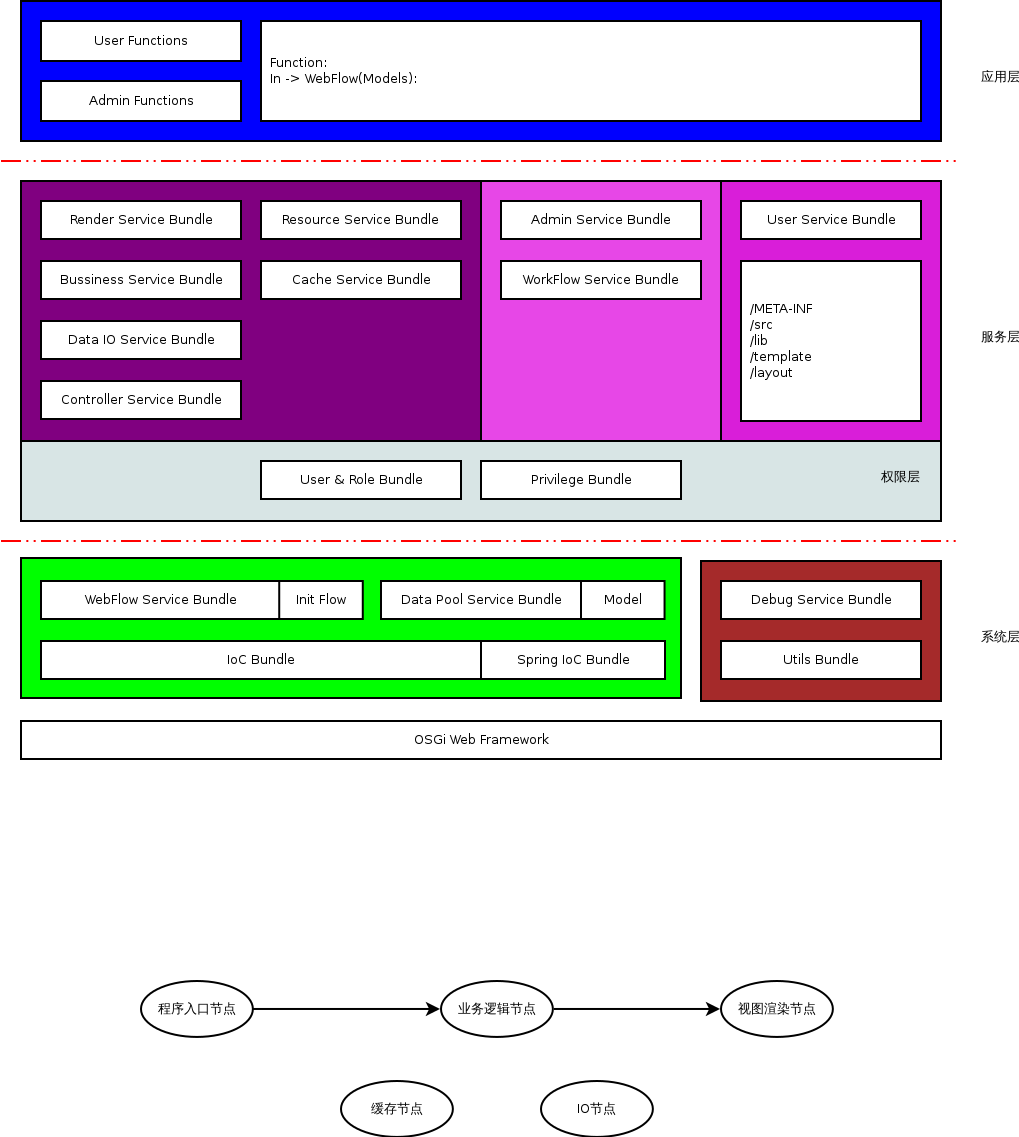 User Functions
Admin Functions
Function:
In -> WebFlow(Models):
应用层
Render Service Bundle
Resource Service Bundle
Admin Service Bundle
User Service Bundle
Bussiness Service Bundle
Cache Service Bundle
WorkFlow Service Bundle
Data IO Service Bundle
Controller Service Bundle
/META-INF
/src
/lib
/template
/layout
服务层
User & Role Bundle
Privilege Bundle
权限层
WebFlow Service Bundle
Init Flow
Data Pool Service Bundle
Model
Debug Service Bundle
IoC Bundle
Spring IoC Bundle
Utils Bundle
系统层
OSGi Web Framework
程序入口节点
业务逻辑节点
视图渲染节点
缓存节点
IO节点